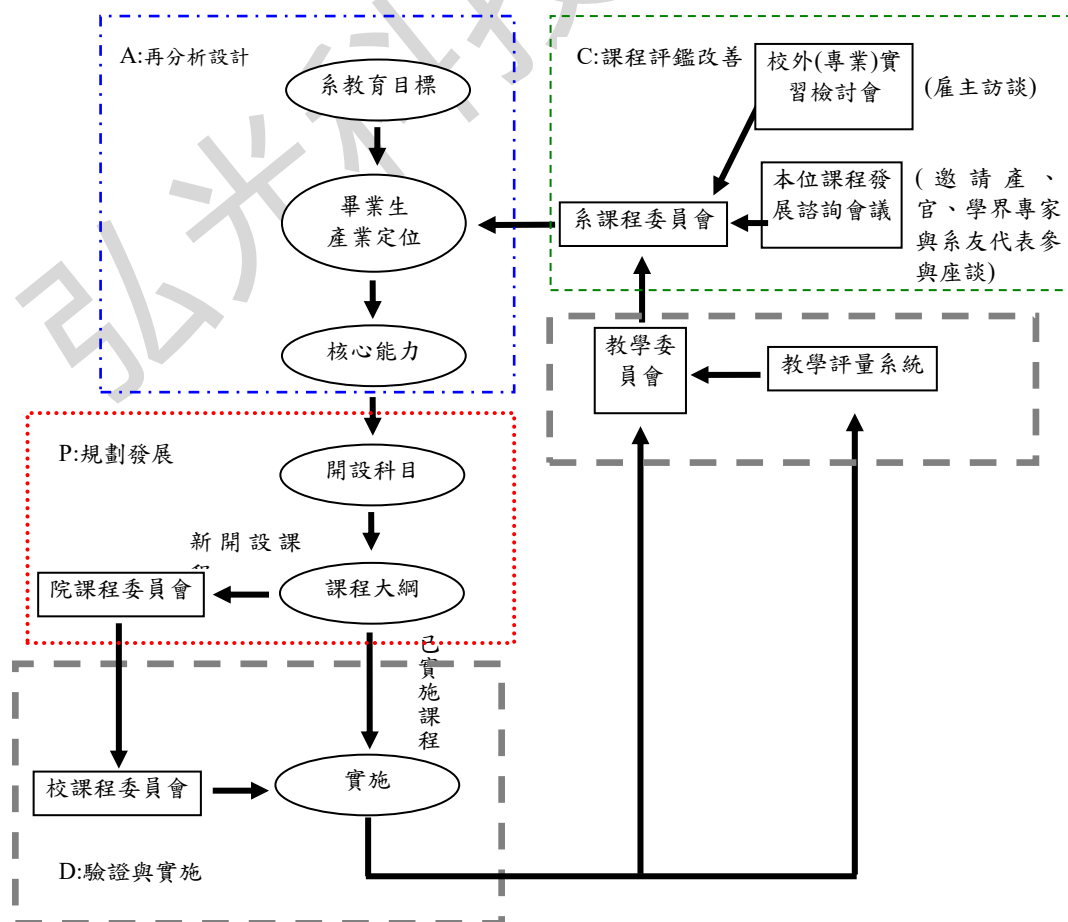 A:再分析設計
系教育目標
畢業生
產業定位
核心能力
C:課程評鑑改善
校外(專業)實
習檢討會
(雇主訪談)
本位課程發
展諮詢會議
(邀請產、
官、學界專家
與系友代表參
與座談)
系課程委員會
教學委
員會
教學評量系統
P:規劃發展
開設科目
新開設課
院課程委員會
課程大綱
已實施課程
校課程委員會
實施
D:驗證與實施
弘光科技